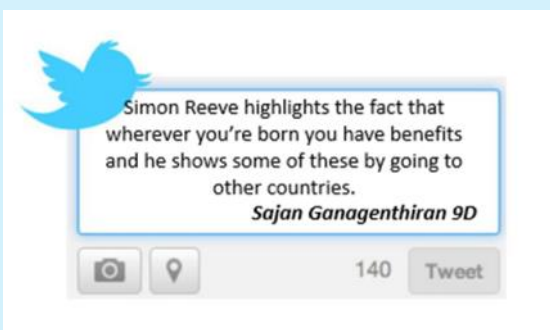 Simon Reeve highlights the fact that
wherever you’re born you have benefits
and he shows some of these by going to
other countries.
Sajan Ganagenthiran 9D
140 Tweet